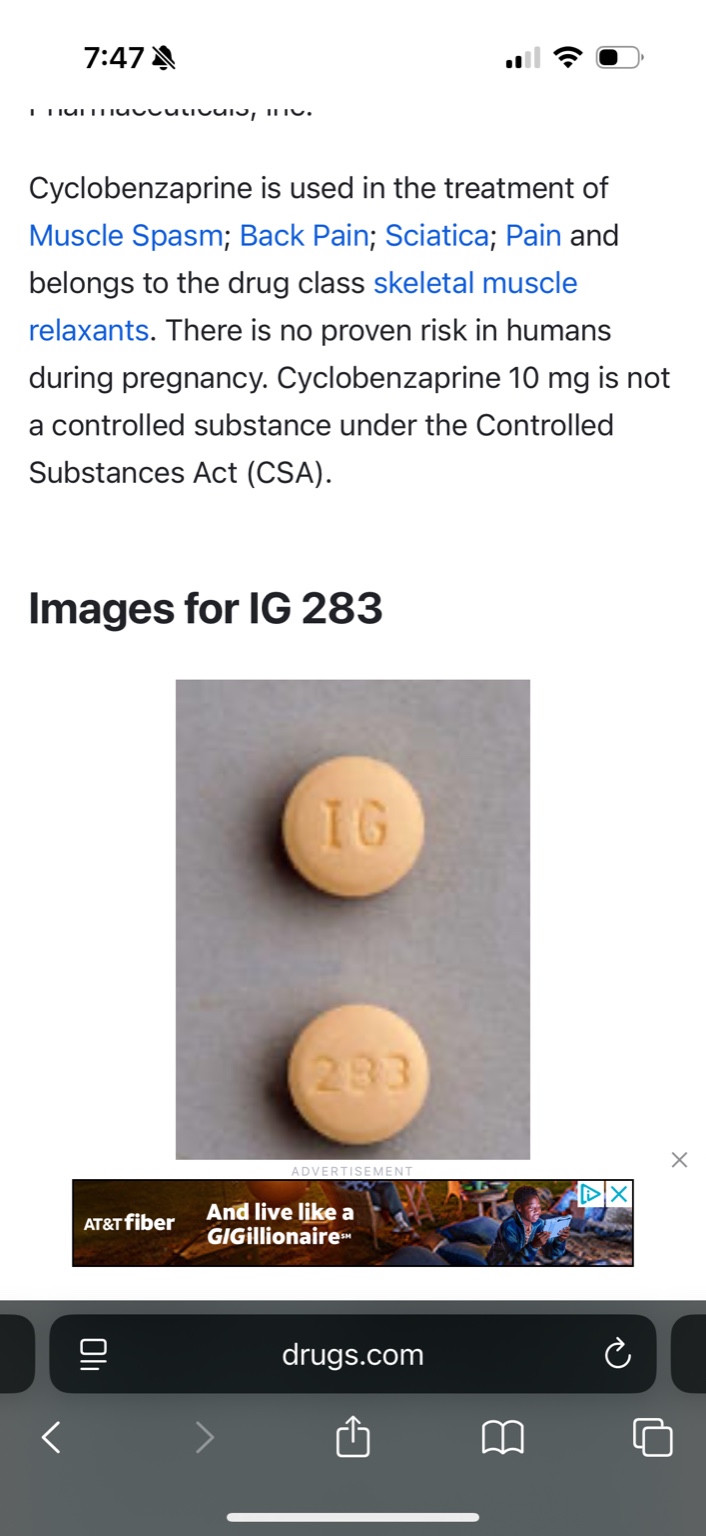 7:47
Pharmaceuticals, Inc.
Cyclobenzaprine is used in the treatment of
Muscle Spasm; Back Pain; Sciatica; Pain and
belongs to the drug class skeletal muscle
relaxants. There is no proven risk in humans
during pregnancy. Cyclobenzaprine 10 mg is not
a controlled substance under the Controlled
Substances Act (CSA).
Images for IG 283
IG
283
ADVERTISEMENT
AT&T fiber
And live like a
GIGillionaire℠
drugs.com